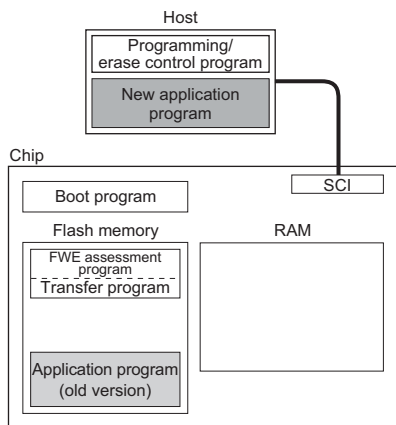 Host
Programming/
erase control program
New application
program
Chip
SCI
Boot program
Flash memory
RAM
FWE assessment
program
Transfer program
Application program
(old version)